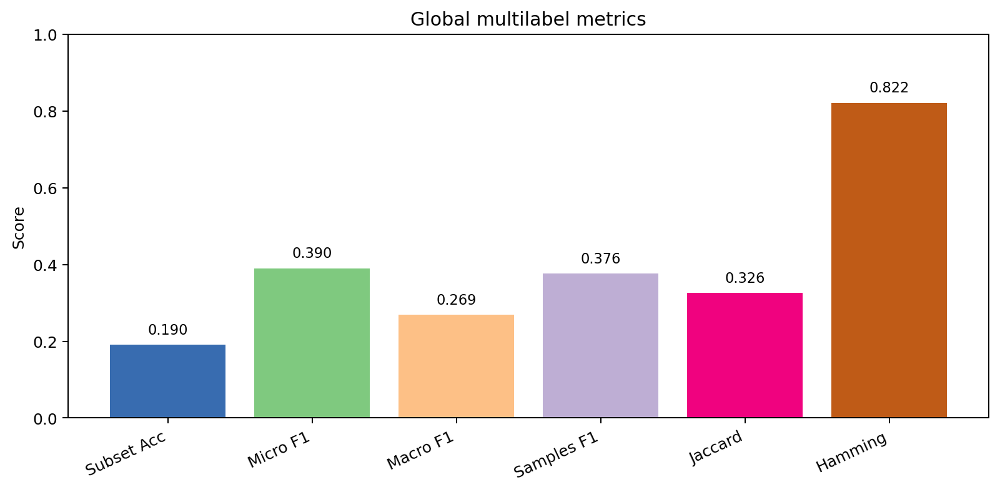 Global multilabel metrics
1.0
0.8
0.6
0.4
0.2
0.0
Score
0.190
0.390
0.269
0.376
0.326
0.822
Subset Acc
Micro F1
Macro F1
Samples F1
Jaccard
Hamming